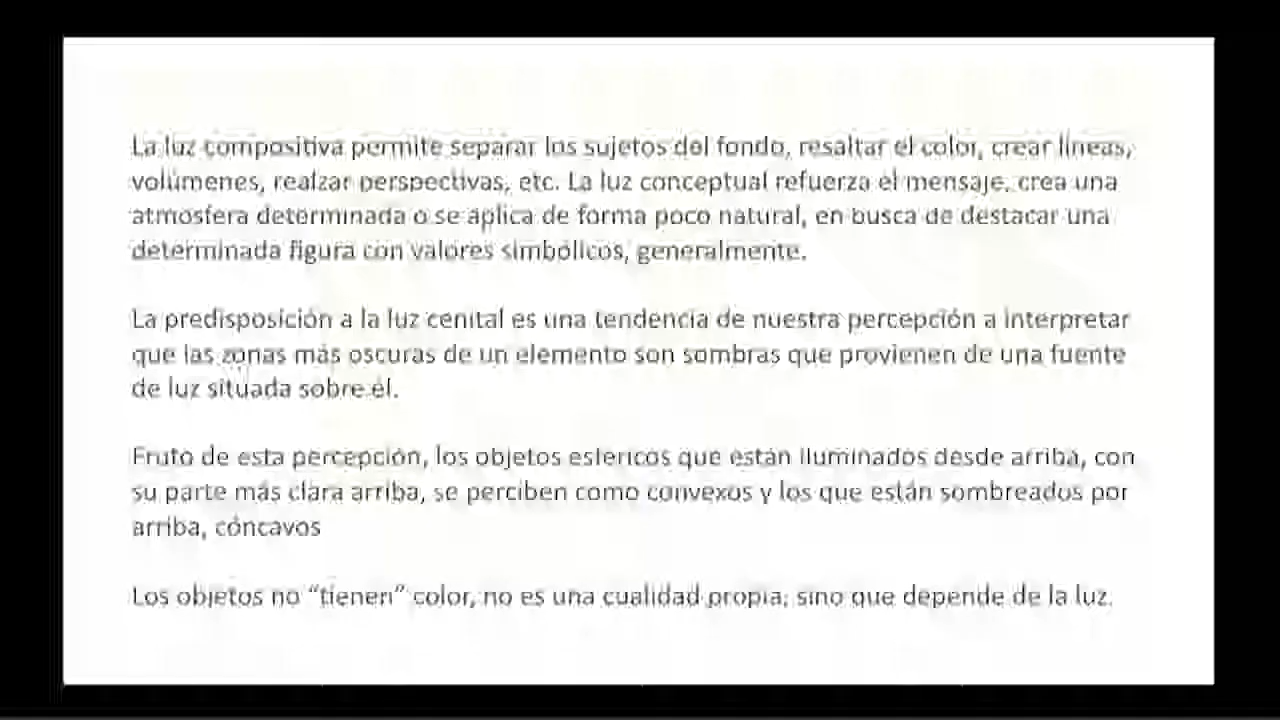 La luz compositiva permite separar los sujetos del fondo, resaltar el color, crear líneas,
volúmenes, realzar perspectivas, etc. La luz conceptual refuerza el mensaje, crea una
atmósfera determinada o se aplica de forma poco natural, en busca de destacar una
determinada figura con valores simbólicos, generalmente.
La predisposición a la luz cenital es una tendencia de nuestra percepción a interpretar
que las zonas más oscuras de un elemento son sombras que provienen de una fuente
de luz situada sobre él.
Fruto de esta percepción, los objetos esféricos que están iluminados desde arriba, con
su parte más clara arriba, se perciben como convexos y los que están sombreados por
arriba, cóncavos
Los objetos no “tienen” color, no es una cualidad propia; sino que depende de la luz.